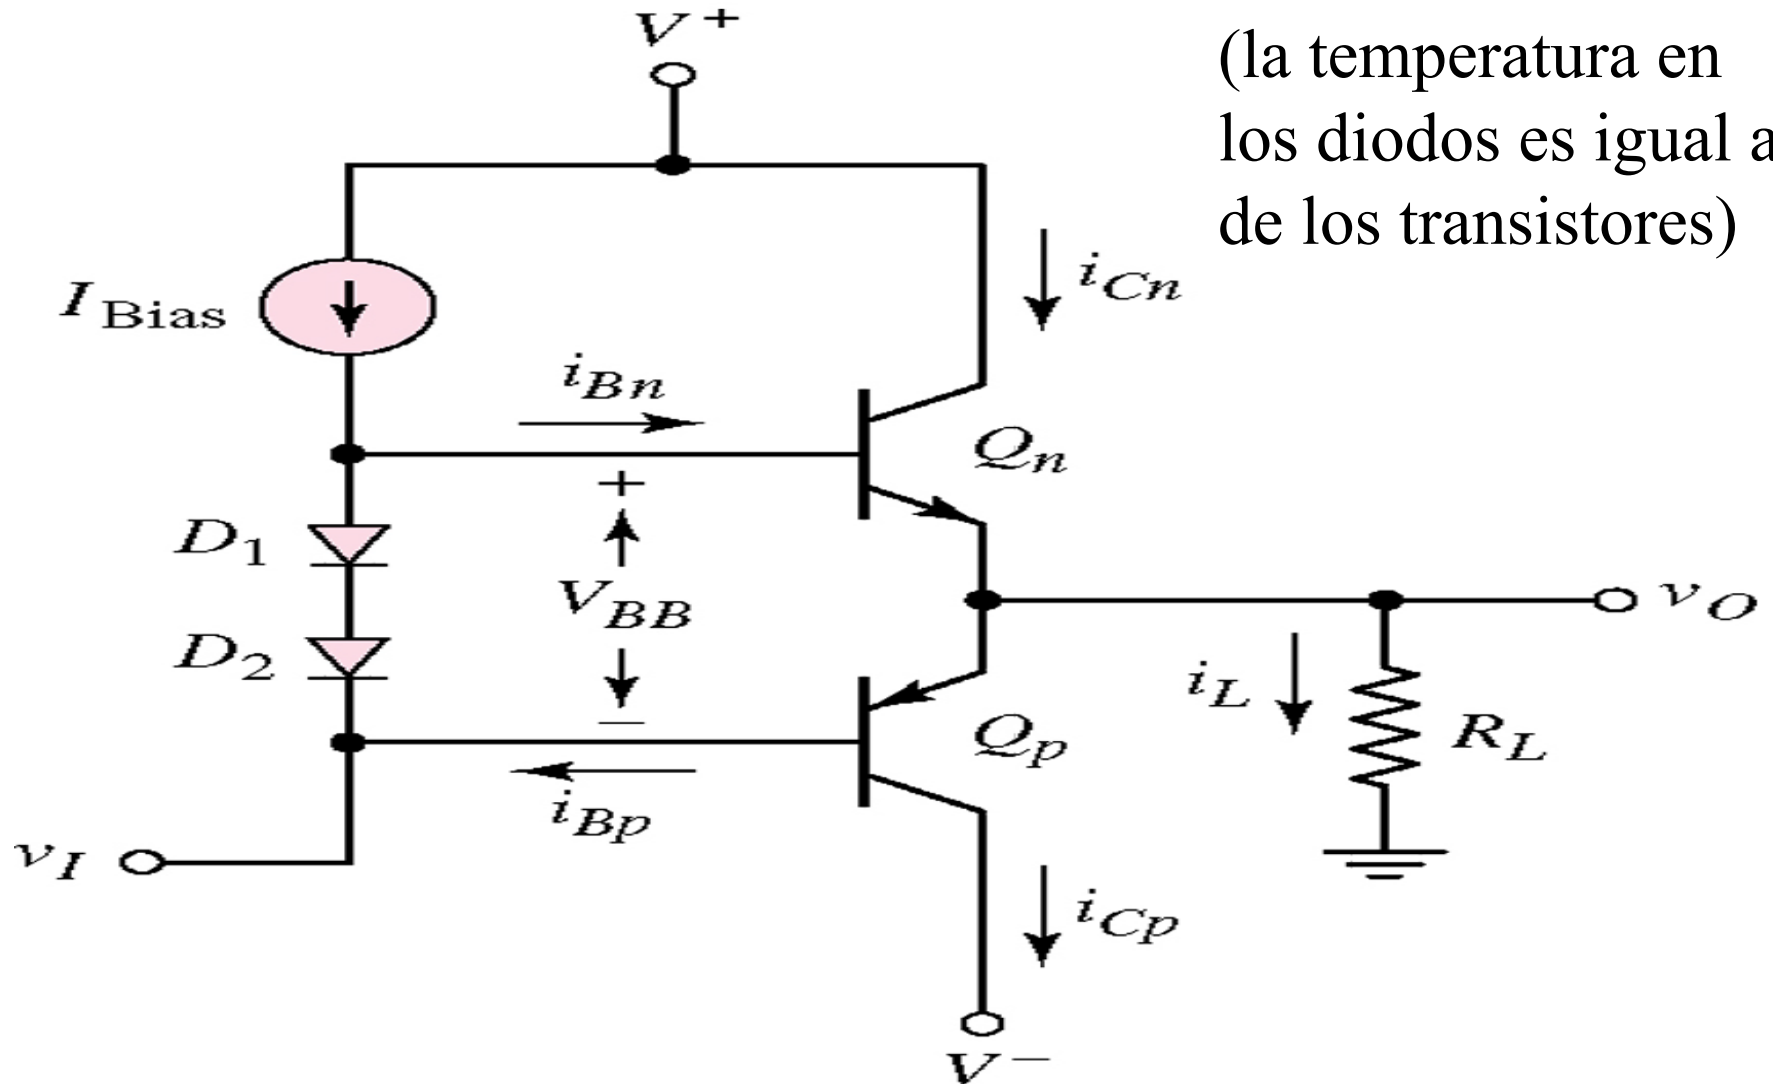 V+
(la temperatura en
los diodos es igual a
de los transistores)
iCn
IBias
iBn
Qn
+
D1
VBB
vO
D2
iL
−
Qp
RL
iBp
vI
iCp
V−